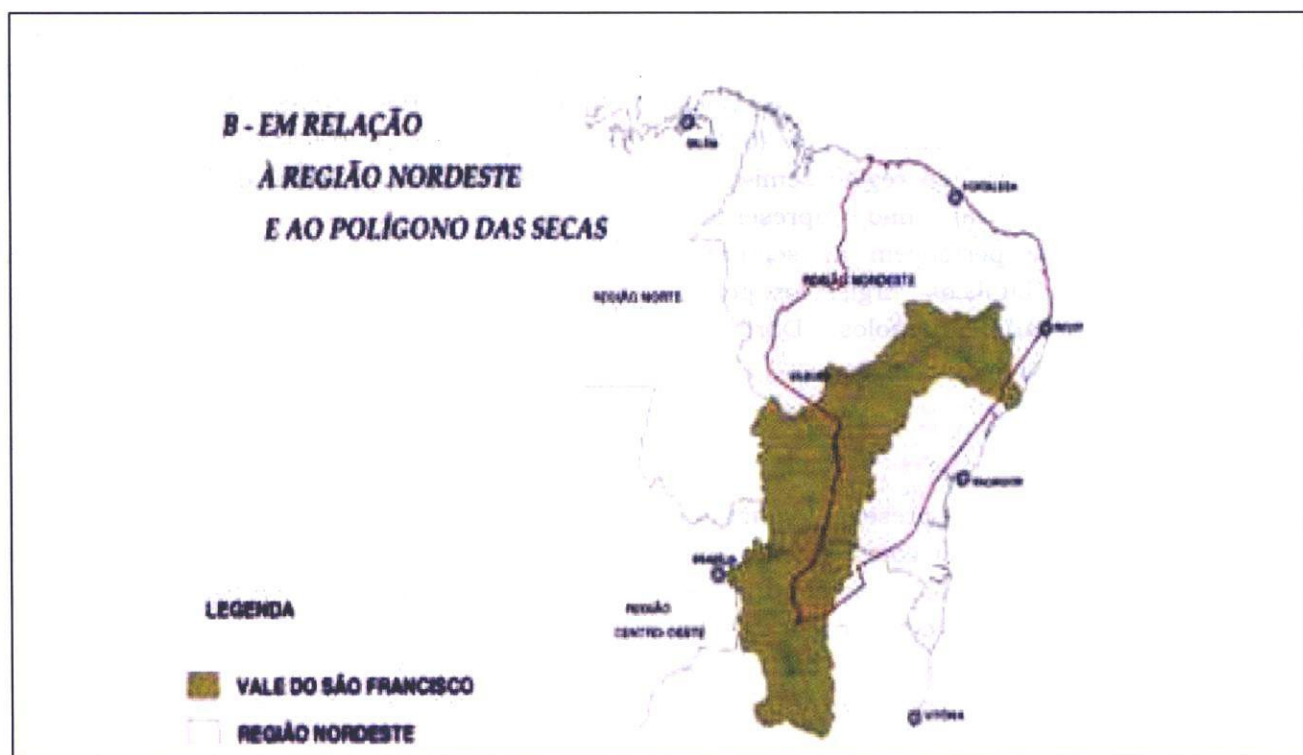 B - EM RELAÇÃO
À REGIÃO NORDESTE
E AO POLÍGONO DAS SECAS
BELÉM
FORTALEZA
REGIÃO NORDESTE
REGIÃO NORTE
RECIFE
SALVADOR
BRASÍLIA
REGIÃO
CENTRO-OESTE
VITÓRIA
LEGENDA
VALE DO SÃO FRANCISCO
REGIÃO NORDESTE